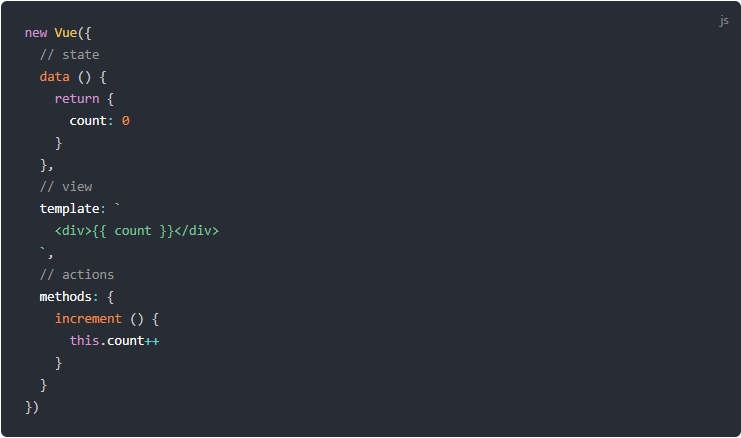 js
new Vue({
  // state
  data () {
    return {
      count: 0
    }
  },
  // view
  template: `
    <div>{{ count }}</div>
  `,
  // actions
  methods: {
    increment () {
      this.count++
    }
  }
})